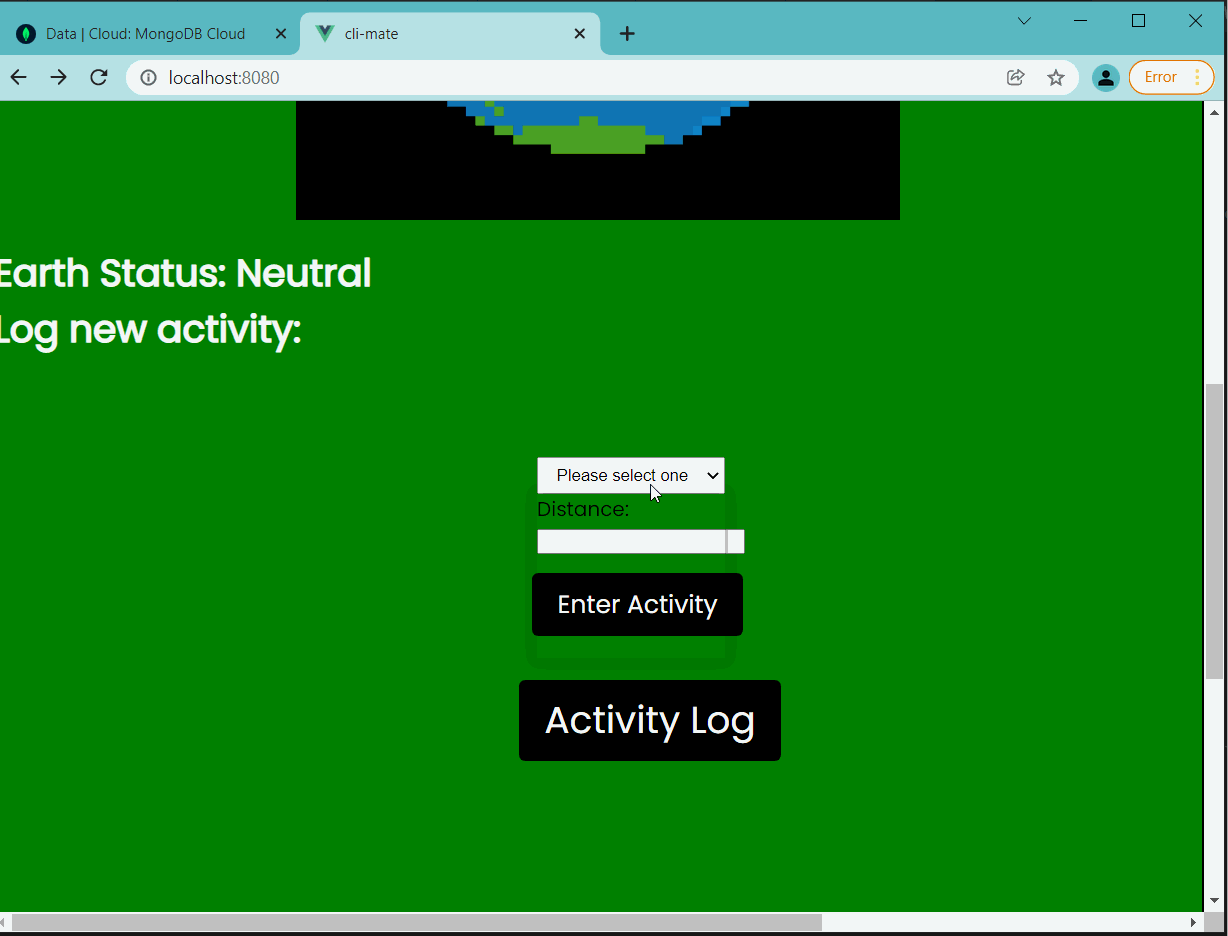 Data | Cloud: MongoDB Cloud
cli-mate
localhost:8080
Error
Earth Status: Neutral
Log new activity:
Please select one
Distance:
Enter Activity
Activity Log